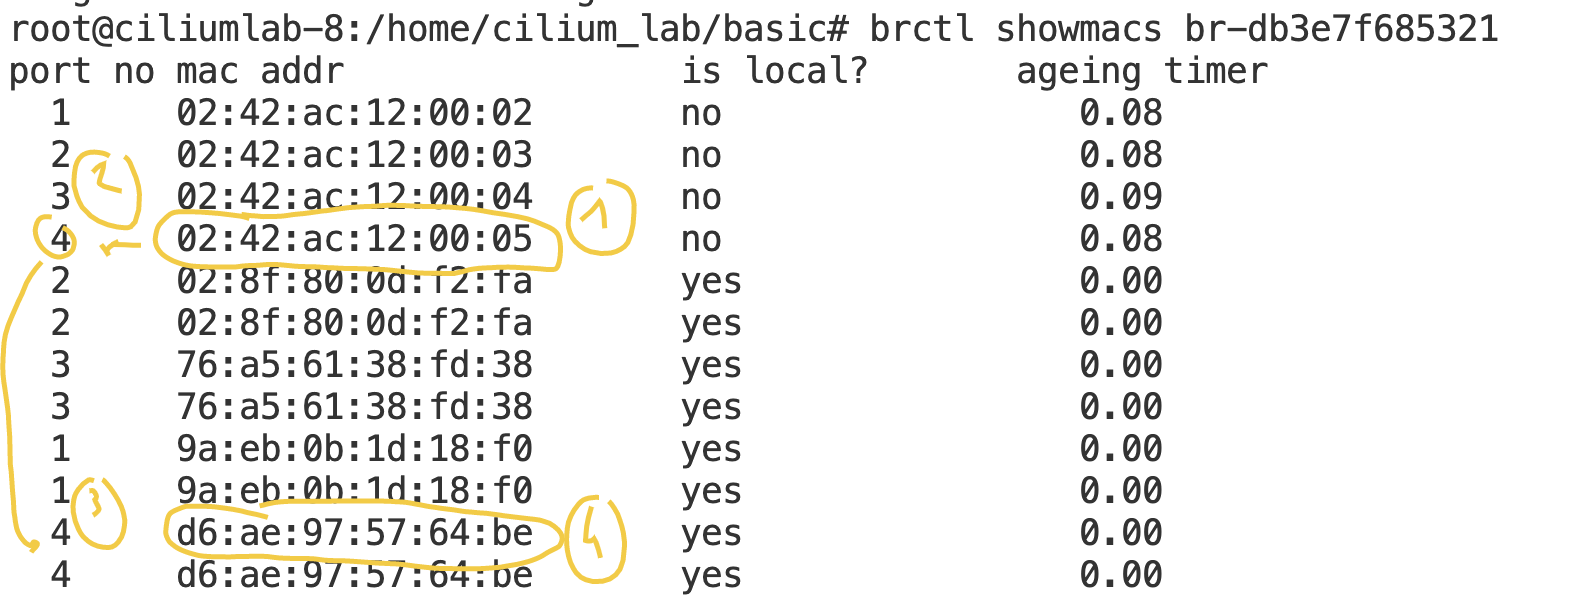 root@ciliumlab-8:/home/cilium_lab/basic# brctl showmacs br-db3e7f685321
port no mac addr is local? ageing timer
1 02:42:ac:12:00:02 no 0.08
2 02:42:ac:12:00:03 no 0.08
2
3 02:42:ac:12:00:04 no 0.09
1
4 02:42:ac:12:00:05 no 0.08
2 02:8f:80:0d:f2:fa yes 0.00
2 02:8f:80:0d:f2:fa yes 0.00
3 76:a5:61:38:fd:38 yes 0.00
3 76:a5:61:38:fd:38 yes 0.00
1 9a:eb:0b:1d:18:f0 yes 0.00
1 9a:eb:0b:1d:18:f0 yes 0.00
3
4 d6:ae:97:57:64:be yes 0.00
4
4 d6:ae:97:57:64:be yes 0.00